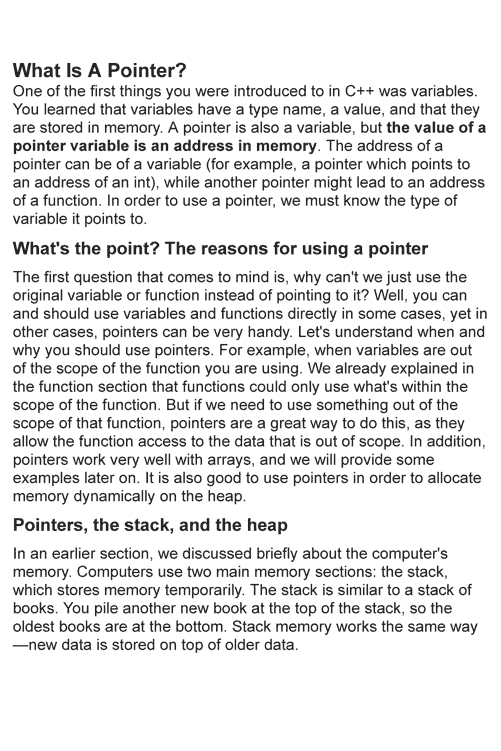 What Is A Pointer?
One of the first things you were introduced to in C++ was variables.
You learned that variables have a type name, a value, and that they
are stored in memory. A pointer is also a variable, but the value of a
pointer variable is an address in memory. The address of a
pointer can be of a variable (for example, a pointer which points to
an address of an int), while another pointer might lead to an address
of a function. In order to use a pointer, we must know the type of
variable it points to.
What's the point? The reasons for using a pointer
The first question that comes to mind is, why can't we just use the
original variable or function instead of pointing to it? Well, you can
and should use variables and functions directly in some cases, yet in
other cases, pointers can be very handy. Let's understand when and
why you should use pointers. For example, when variables are out
of the scope of the function you are using. We already explained in
the function section that functions could only use what's within the
scope of the function. But if we need to use something out of the
scope of that function, pointers are a great way to do this, as they
allow the function access to the data that is out of scope. In addition,
pointers work very well with arrays, and we will provide some
examples later on. It is also good to use pointers in order to allocate
memory dynamically on the heap.
Pointers, the stack, and the heap
In an earlier section, we discussed briefly about the computer's
memory. Computers use two main memory sections: the stack,
which stores memory temporarily. The stack is similar to a stack of
books. You pile another new book at the top of the stack, so the
oldest books are at the bottom. Stack memory works the same way
—new data is stored on top of older data.